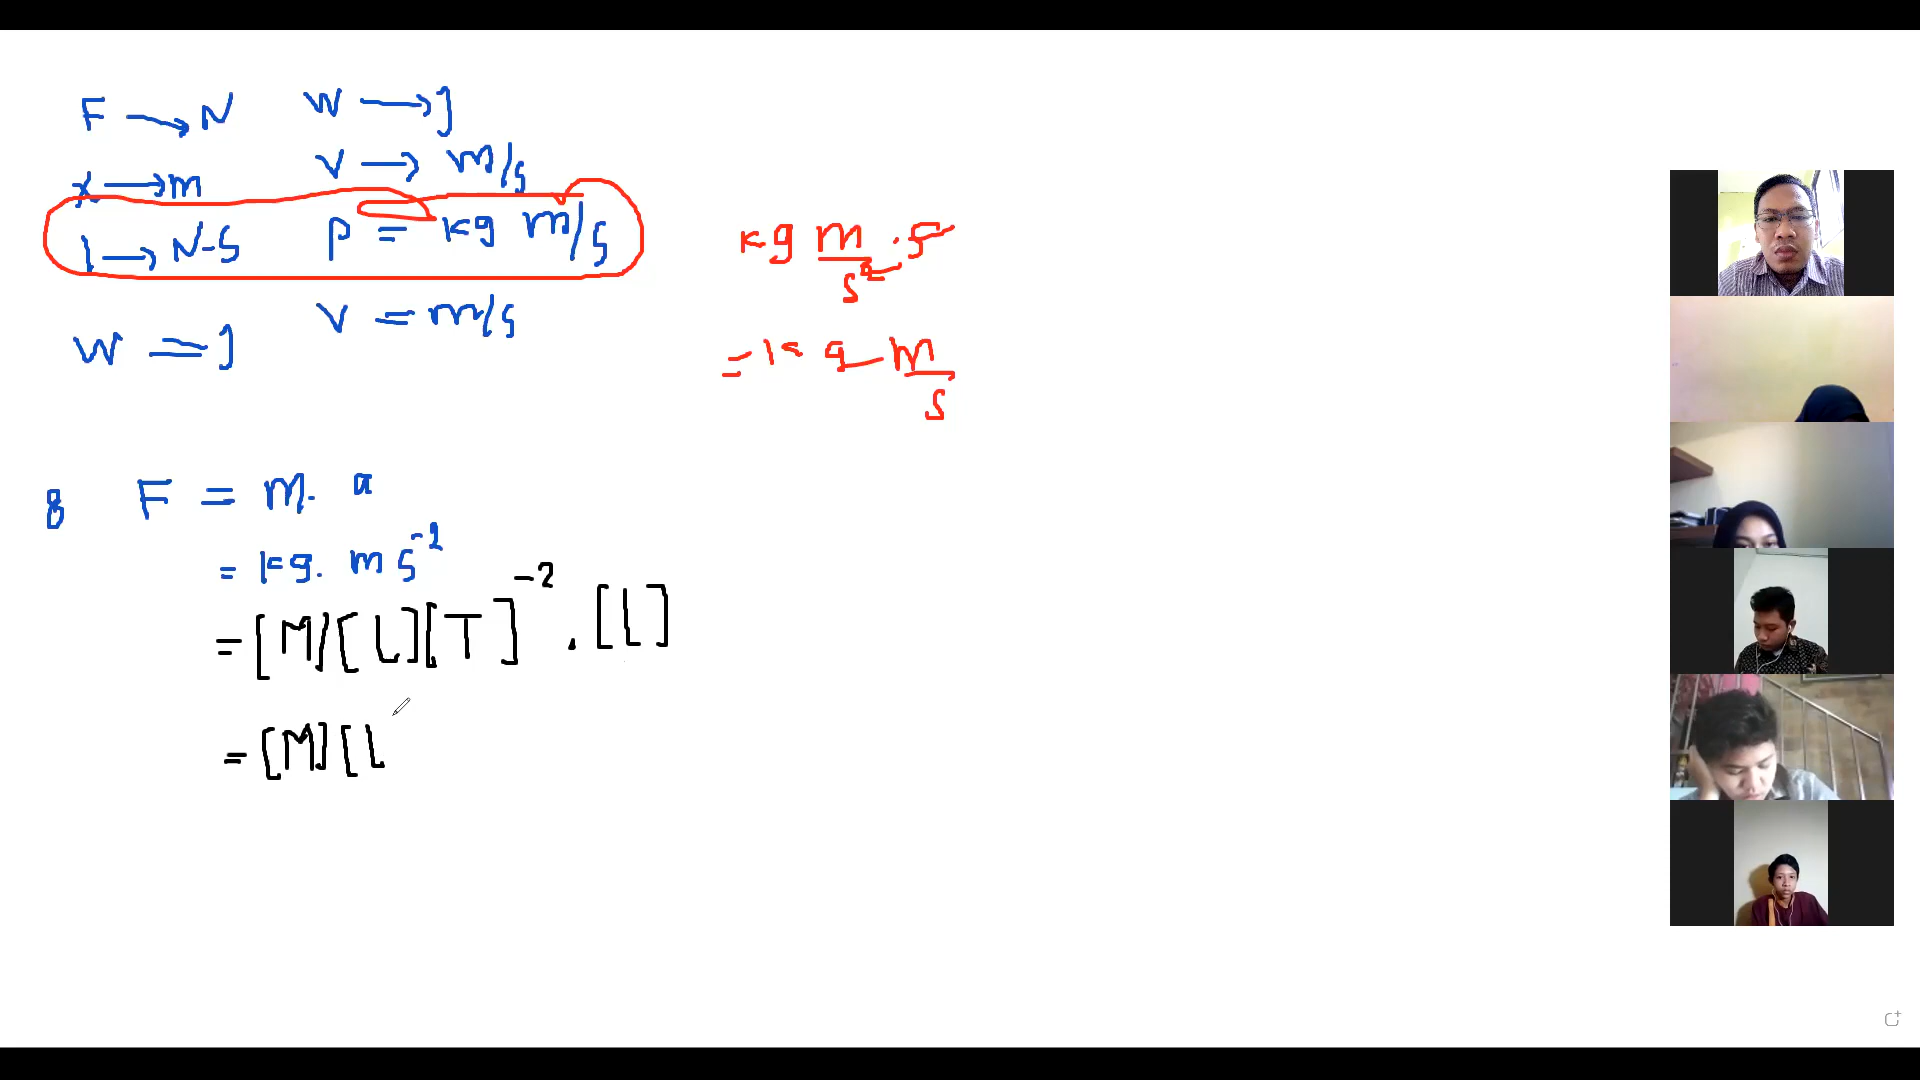 F → N W → J
x → m v → m/s
I → N-s p = kg m/s
W = J v = m/s
kg m/s² . s
= kg m/s
8 F = m. a
= kg. m s⁻²
= [M][L][T]⁻² . [L]
= [M][L